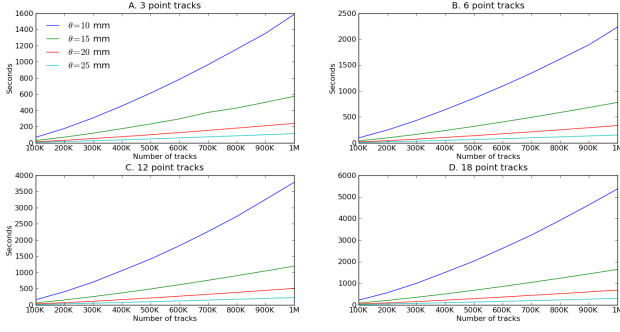 A. 3 point tracks
1600
1400
1200
1000
800
600
400
200
0
Seconds
θ=10 mm
θ=15 mm
θ=20 mm
θ=25 mm
100K 200K 300K 400K 500K 600K 700K 800K 900K 1M
Number of tracks
B. 6 point tracks
2500
2000
1500
1000
500
0
Seconds
100K 200K 300K 400K 500K 600K 700K 800K 900K 1M
Number of tracks
C. 12 point tracks
4000
3500
3000
2500
2000
1500
1000
500
0
Seconds
100K 200K 300K 400K 500K 600K 700K 800K 900K 1M
Number of tracks
D. 18 point tracks
6000
5000
4000
3000
2000
1000
0
Seconds
100K 200K 300K 400K 500K 600K 700K 800K 900K 1M
Number of tracks